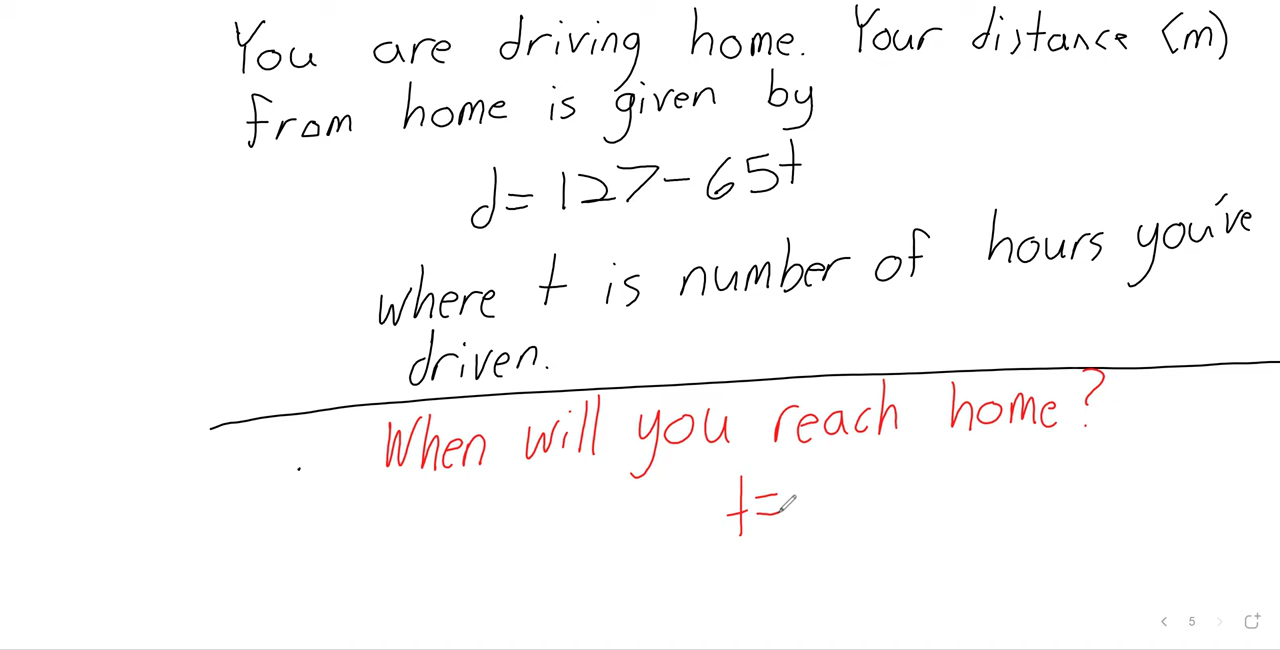 You are driving home. Your distance (m)
from home is given by
d=127-65t
where t is number of hours you've
driven.
When will you reach home?
t=
< 5 >